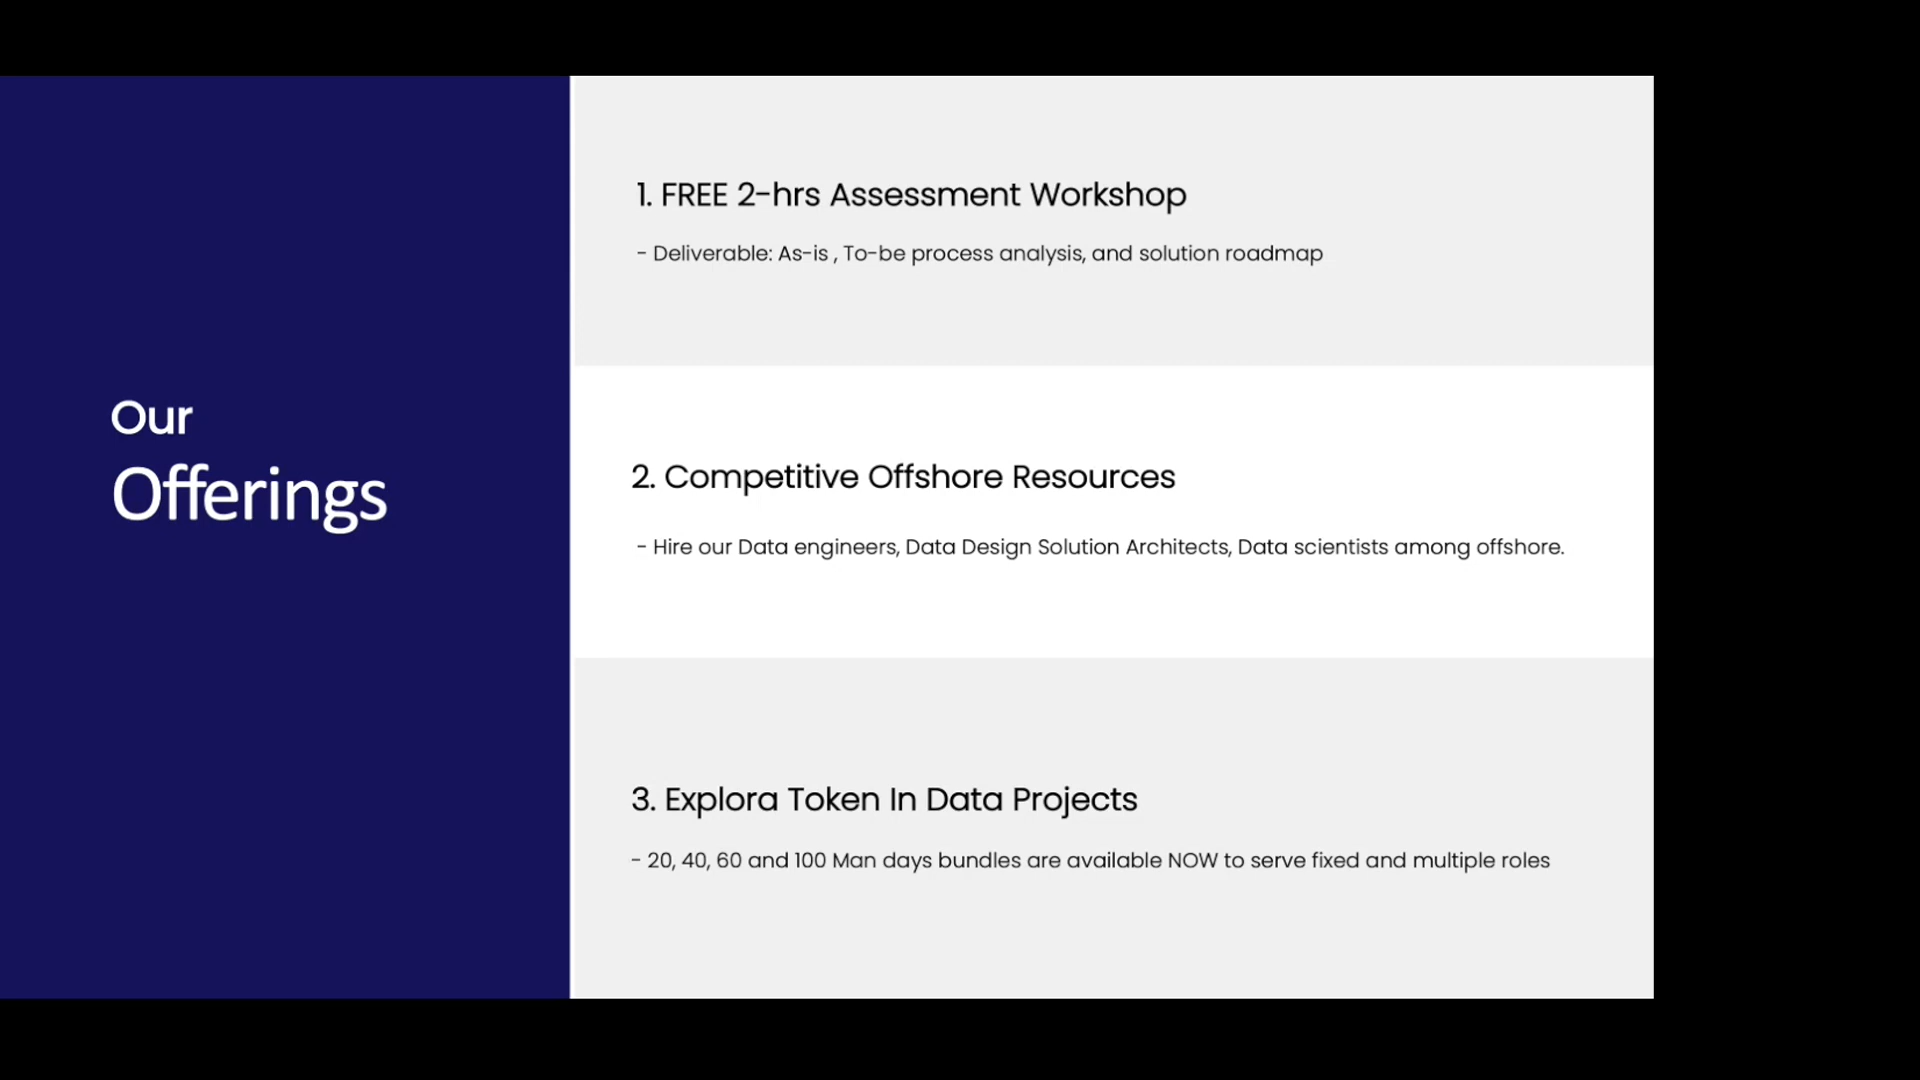 Our
Offerings
1. FREE 2-hrs Assessment Workshop
- Deliverable: As-is , To-be process analysis, and solution roadmap
2. Competitive Offshore Resources
- Hire our Data engineers, Data Design Solution Architects, Data scientists among offshore.
3. Explora Token In Data Projects
- 20, 40, 60 and 100 Man days bundles are available NOW to serve fixed and multiple roles